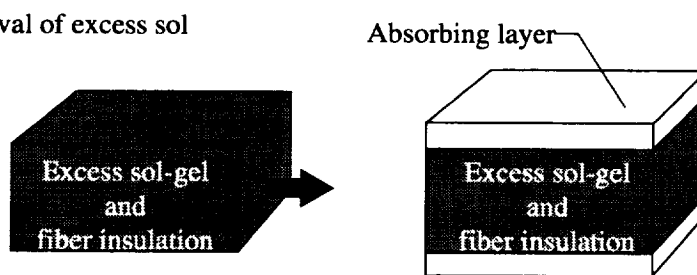 val of excess sol
Absorbing layer
Excess sol-gel
and
fiber insulation
Excess sol-gel
and
fiber insulation